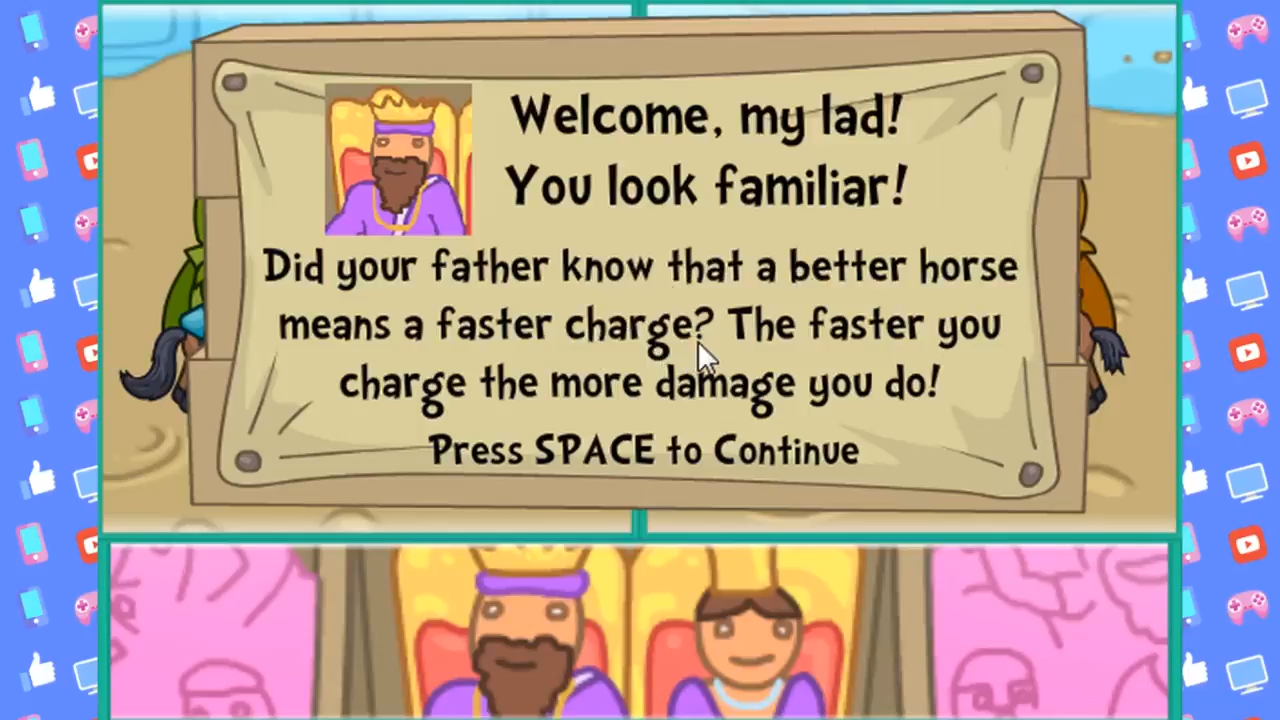 Welcome, my lad!
You look familiar!
Did your father know that a better horse
means a faster charge? The faster you
charge the more damage you do!
Press SPACE to Continue